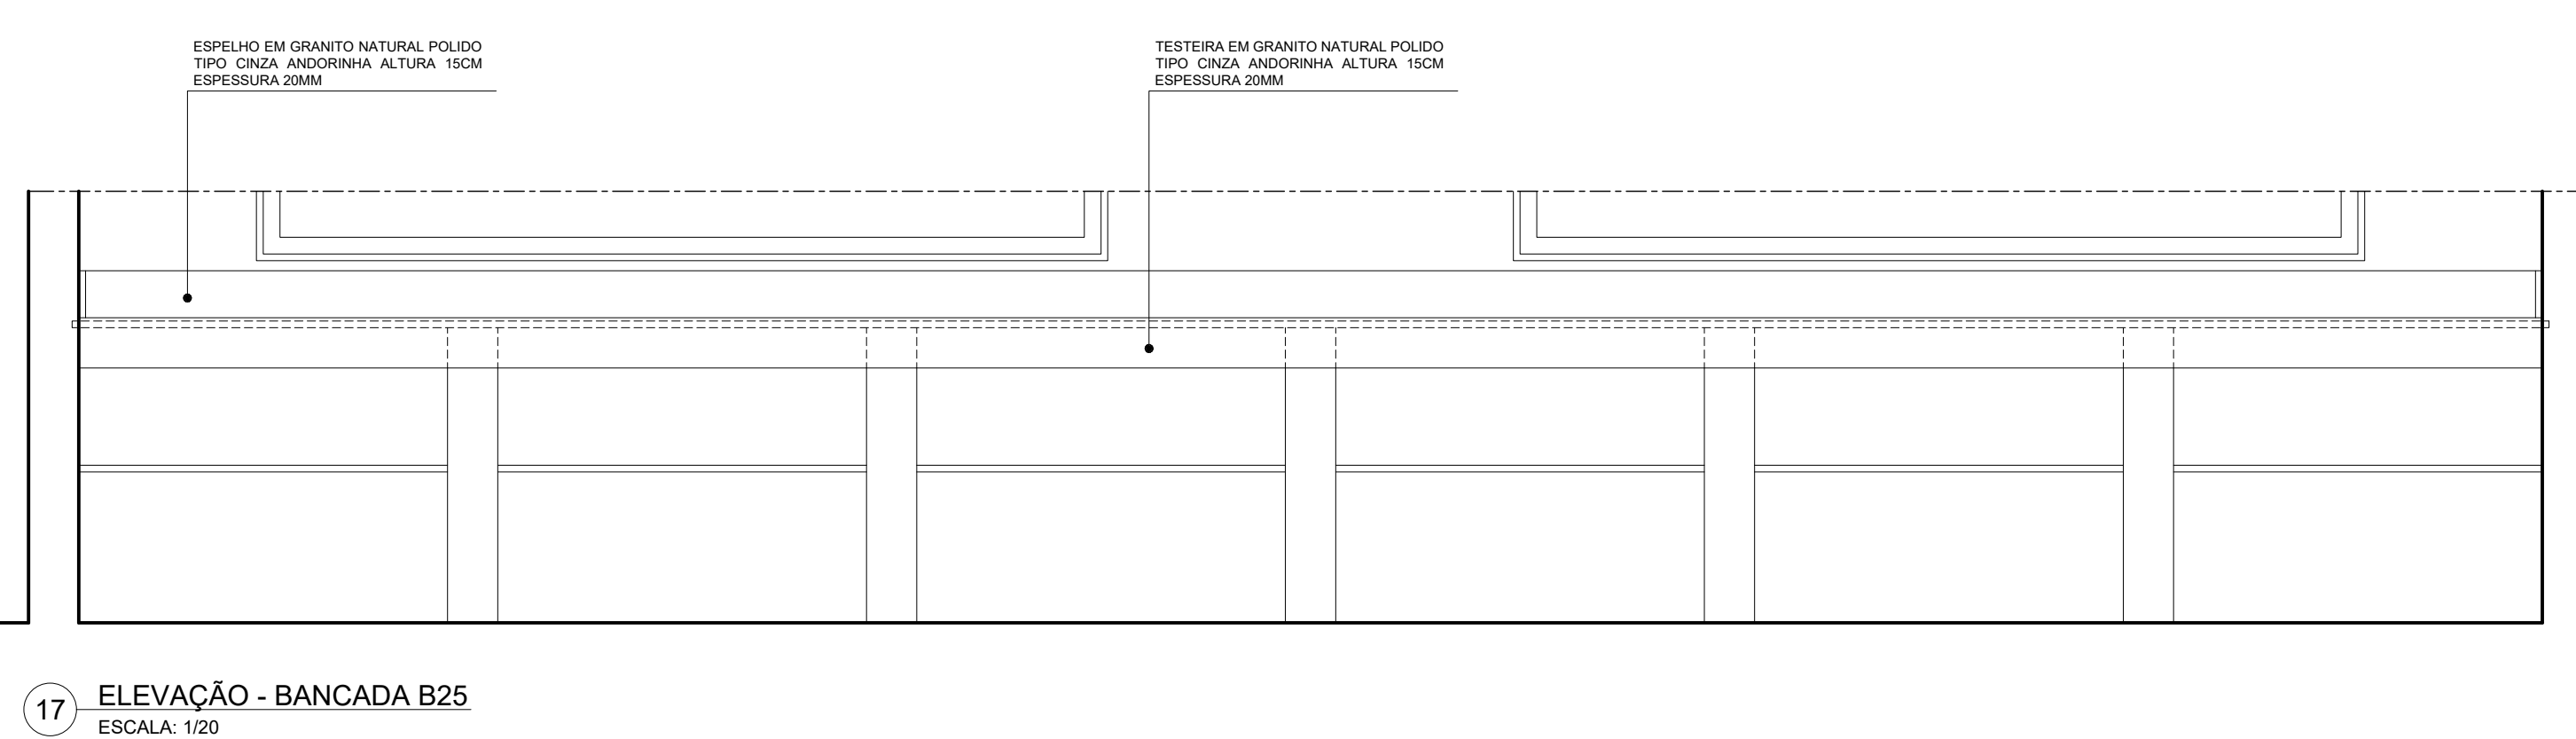 ESPELHO EM GRANITO NATURAL POLIDO
TIPO CINZA ANDORINHA ALTURA 15CM
ESPESSURA 20MM
TESTEIRA EM GRANITO NATURAL POLIDO
TIPO CINZA ANDORINHA ALTURA 15CM
ESPESSURA 20MM
17
ELEVAÇÃO - BANCADA B25
ESCALA: 1/20